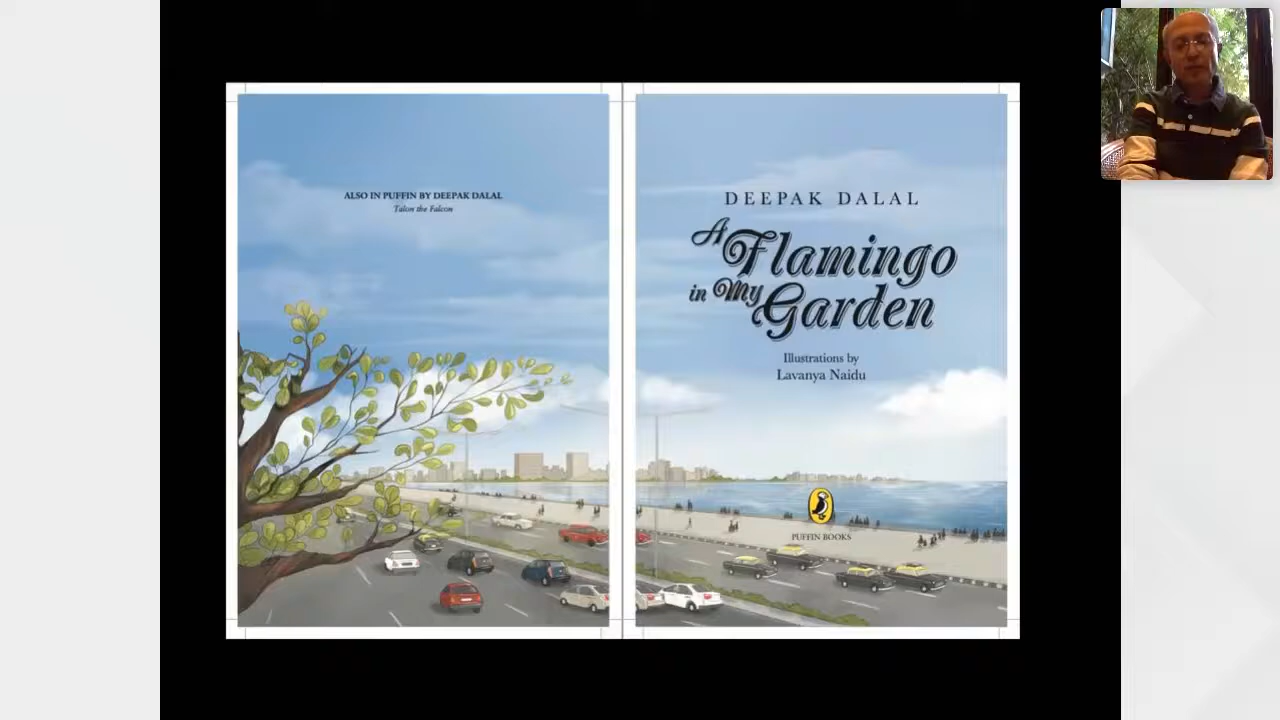 ALSO IN PUFFIN BY DEEPAK DALAL
Talon the Falcon
DEEPAK DALAL
A Flamingo
in My Garden
Illustrations by
Lavanya Naidu
PUFFIN BOOKS